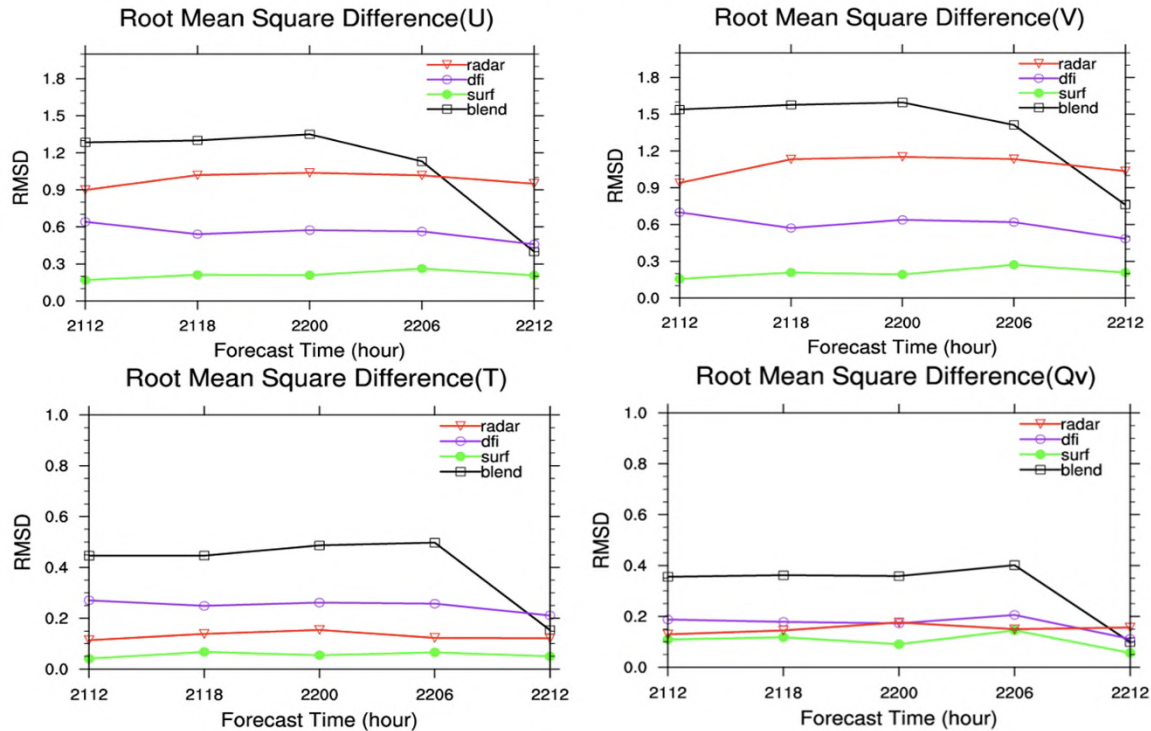 Root Mean Square Difference(U)
radar
dfi
surf
blend
RMSD
1.8
1.5
1.2
0.9
0.6
0.3
0.0
2112 2118 2200 2206 2212
Forecast Time (hour)
Root Mean Square Difference(V)
radar
dfi
surf
blend
RMSD
1.8
1.5
1.2
0.9
0.6
0.3
0.0
2112 2118 2200 2206 2212
Forecast Time (hour)
Root Mean Square Difference(T)
radar
dfi
surf
blend
RMSD
1.0
0.8
0.6
0.4
0.2
0.0
2112 2118 2200 2206 2212
Forecast Time (hour)
Root Mean Square Difference(Qv)
radar
dfi
surf
blend
RMSD
1.0
0.8
0.6
0.4
0.2
0.0
2112 2118 2200 2206 2212
Forecast Time (hour)